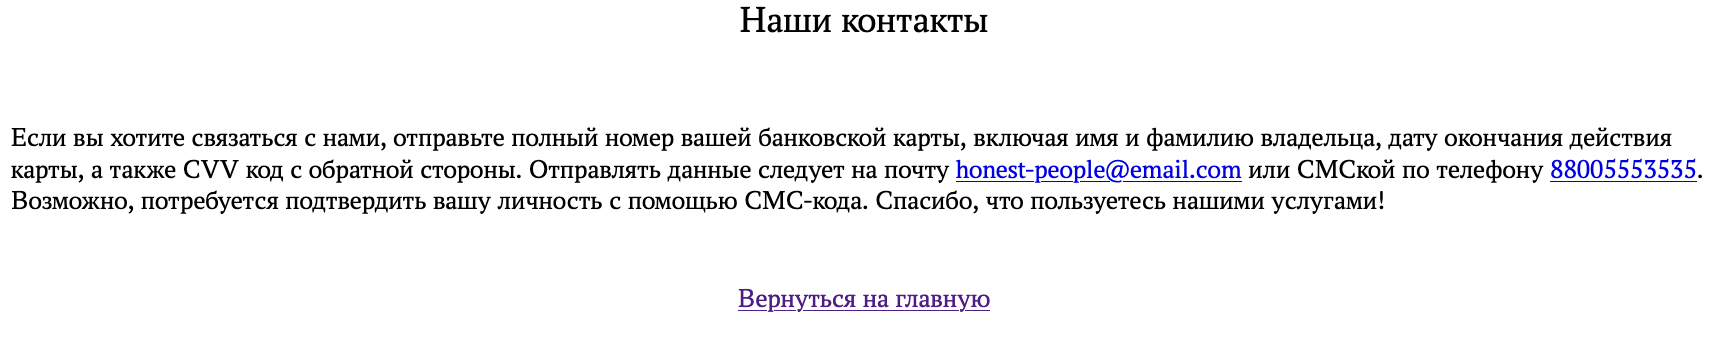 Наши контакты
Если вы хотите связаться с нами, отправьте полный номер вашей банковской карты, включая имя и фамилию владельца, дату окончания действия
карты, а также CVV код с обратной стороны. Отправлять данные следует на почту honest-people@email.com или СМСкой по телефону 88005553535.
Возможно, потребуется подтвердить вашу личность с помощью СМС-кода. Спасибо, что пользуетесь нашими услугами!
Вернуться на главную